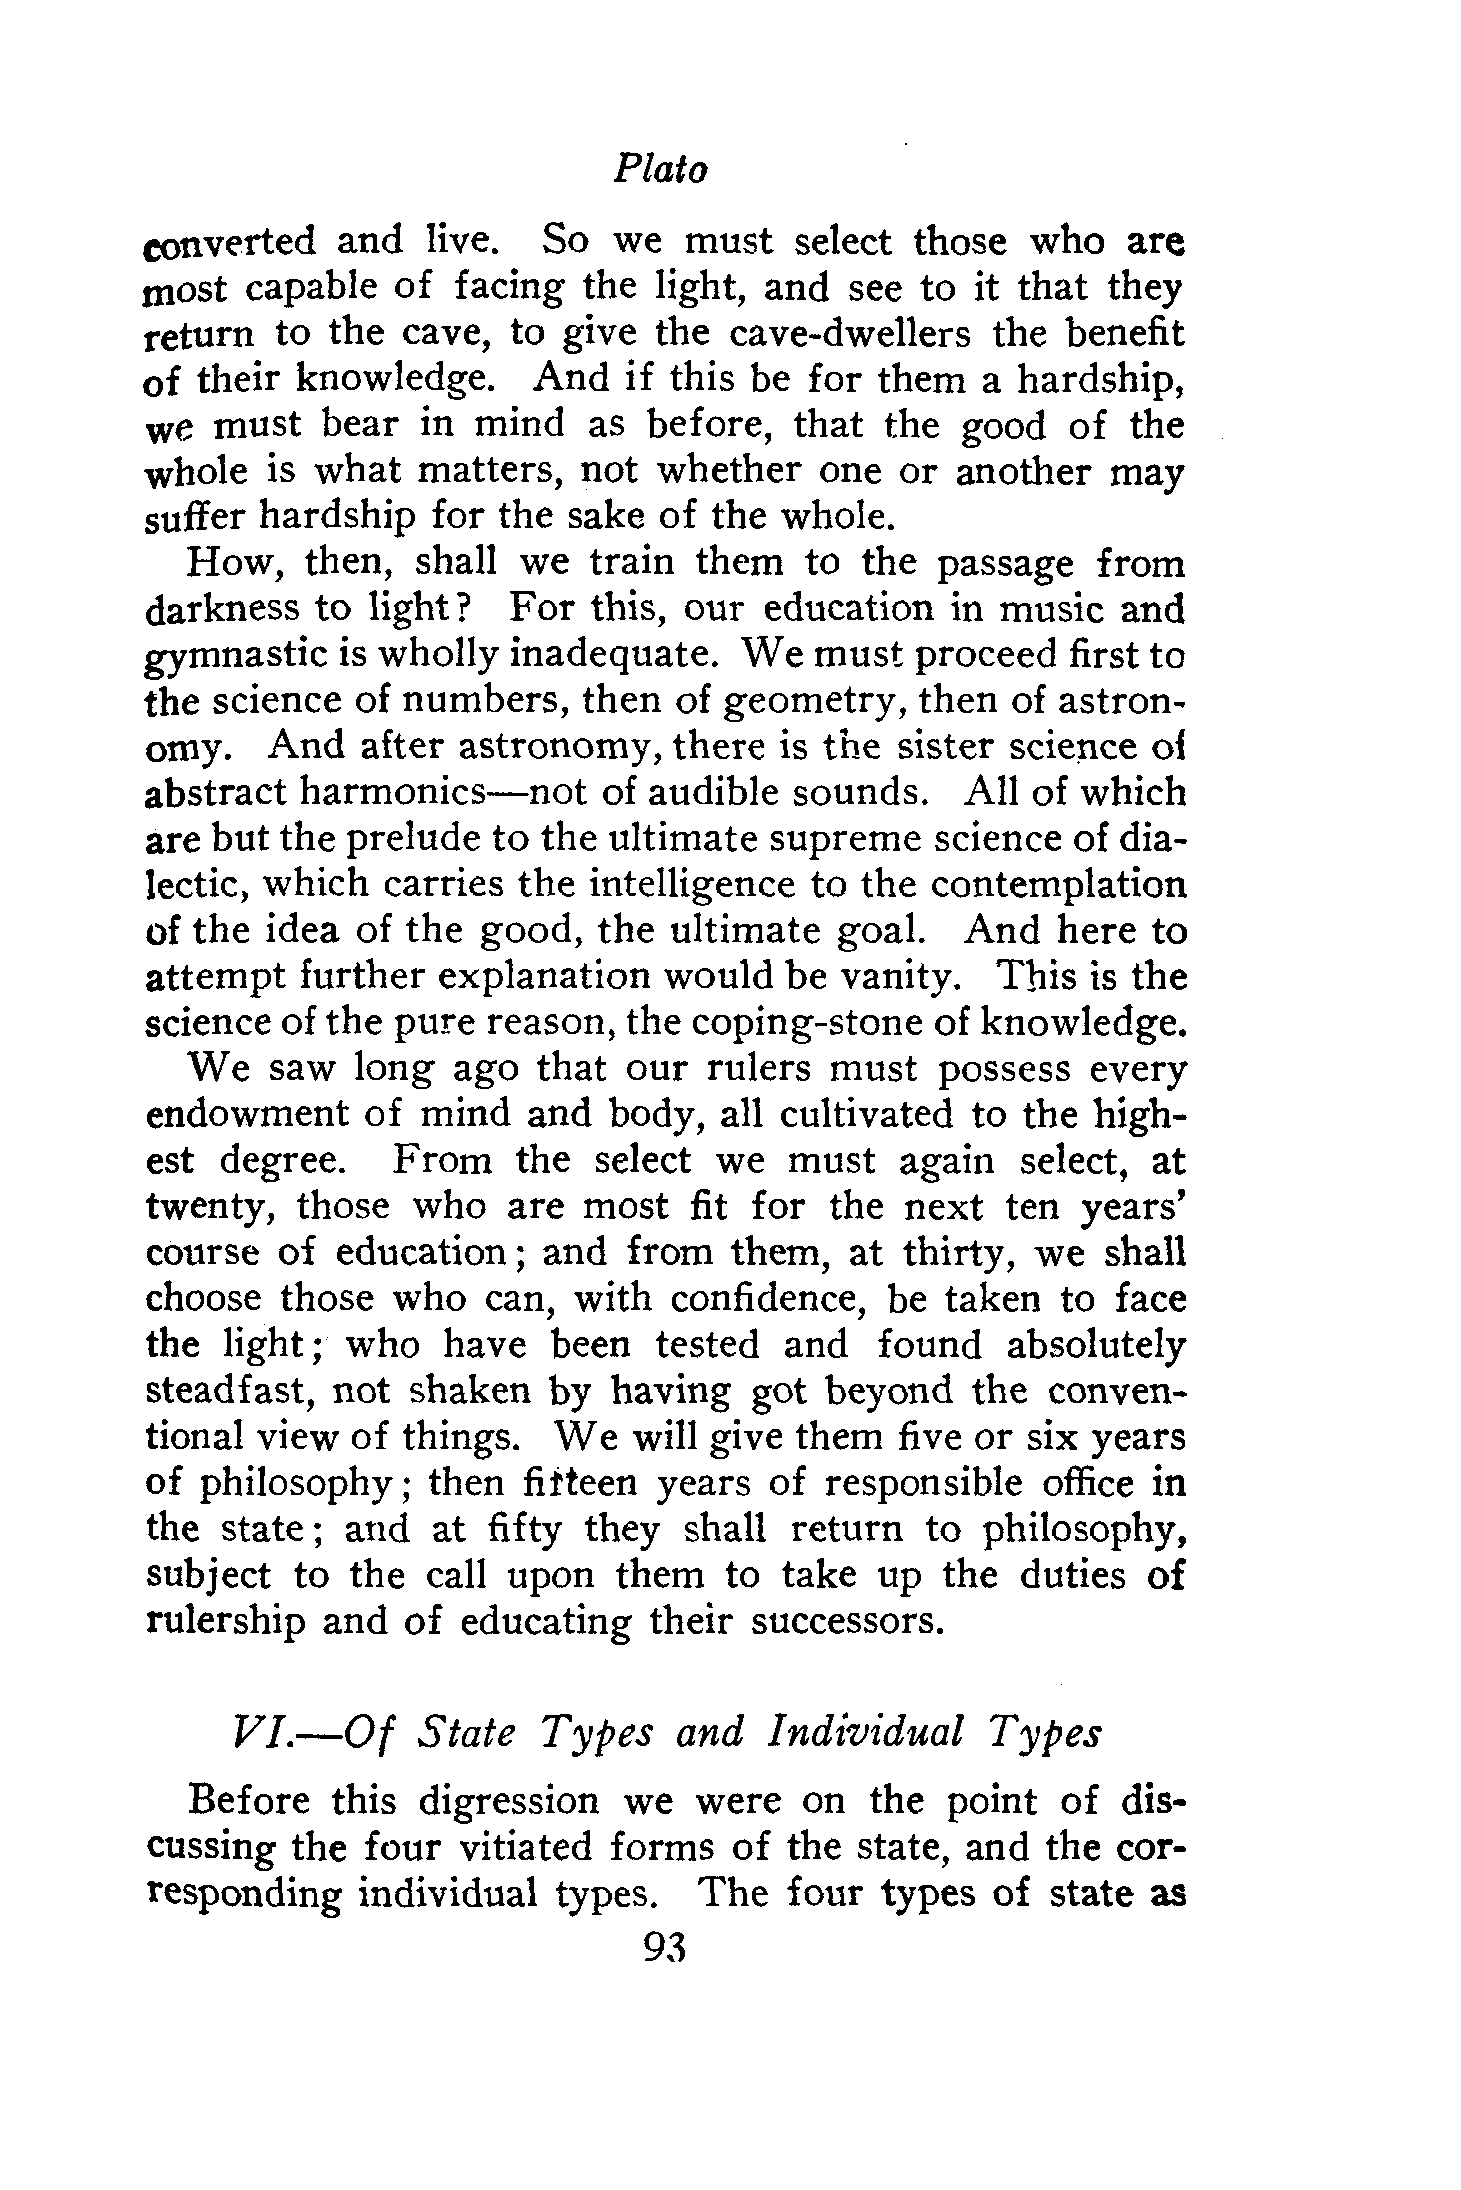 Plato
converted and live. So we must select those who are
most capable of facing the light, and see to it that they
return to the cave, to give the cave-dwellers the benefit
of their knowledge. And if this be for them a hardship,
we must bear in mind as before, that the good of the
whole is what matters, not whether one or another may
suffer hardship for the sake of the whole.
How, then, shall we train them to the passage from
darkness to light? For this, our education in music and
gymnastic is wholly inadequate. We must proceed first to
the science of numbers, then of geometry, then of astron-
omy. And after astronomy, there is the sister science of
abstract harmonics—not of audible sounds. All of which
are but the prelude to the ultimate supreme science of dia-
lectic, which carries the intelligence to the contemplation
of the idea of the good, the ultimate goal. And here to
attempt further explanation would be vanity. This is the
science of the pure reason, the coping-stone of knowledge.
We saw long ago that our rulers must possess every
endowment of mind and body, all cultivated to the high-
est degree. From the select we must again select, at
twenty, those who are most fit for the next ten years'
course of education; and from them, at thirty, we shall
choose those who can, with confidence, be taken to face
the light; who have been tested and found absolutely
steadfast, not shaken by having got beyond the conven-
tional view of things. We will give them five or six years
of philosophy; then fifteen years of responsible office in
the state; and at fifty they shall return to philosophy,
subject to the call upon them to take up the duties of
rulership and of educating their successors.
VI.—Of State Types and Individual Types
Before this digression we were on the point of dis-
cussing the four vitiated forms of the state, and the cor-
responding individual types. The four types of state as
93